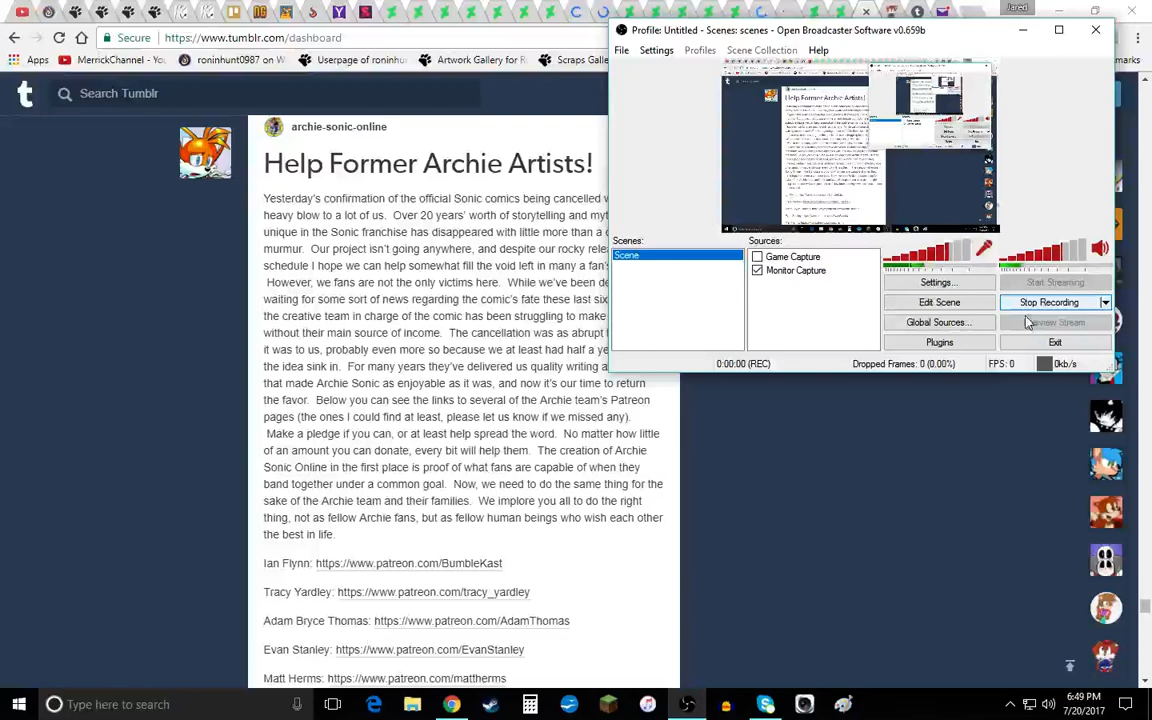 Jared
Secure
https://www.tumblr.com/dashboard
Apps
MerrickChannel - You
roninhunt0987 on W
Userpage of roninhu
Artwork Gallery for R
Scraps Galle
kmarks
Search Tumblr
archie-sonic-online
Help Former Archie Artists!
Yesterday's confirmation of the official Sonic comics being cancelled w
heavy blow to a lot of us. Over 20 years' worth of storytelling and myt
unique in the Sonic franchise has disappeared with little more than a c
murmur. Our project isn't going anywhere, and despite our rocky rele
schedule I hope we can help somewhat fill the void left in many a fan's
However, we fans are not the only victims here. While we've been de
waiting for some sort of news regarding the comic's fate these last six
the creative team in charge of the comic has been struggling to make
without their main source of income. The cancellation was as abrupt t
it was to us, probably even more so because we at least had half a ye
the idea sink in. For many years they've delivered us quality writing a
that made Archie Sonic as enjoyable as it was, and now it's our time to return
the favor. Below you can see the links to several of the Archie team's Patreon
pages (the ones I could find at least, please let us know if we missed any).
Make a pledge if you can, or at least help spread the word. No matter how little
of an amount you can donate, every bit will help them. The creation of Archie
Sonic Online in the first place is proof of what fans are capable of when they
band together under a common goal. Now, we need to do the same thing for the
sake of the Archie team and their families. We implore you all to do the right
thing, not as fellow Archie fans, but as fellow human beings who wish each other
the best in life.
Ian Flynn: https://www.patreon.com/BumbleKast
Tracy Yardley: https://www.patreon.com/tracy_yardley
Adam Bryce Thomas: https://www.patreon.com/AdamThomas
Evan Stanley: https://www.patreon.com/EvanStanley
Matt Herms: https://www.patreon.com/mattherms
Profile: Untitled - Scenes: scenes - Open Broadcaster Software v0.659b
File Settings Profiles Scene Collection Help
Help Former Archie Artists!
Scenes:
Scene
Sources:
Game Capture
Monitor Capture
Settings...
Start Streaming
Edit Scene
Stop Recording
Global Sources...
Preview Stream
Plugins
Exit
0:00:00 (REC)
Dropped Frames: 0 (0.00%)
FPS: 0
0kb/s
Type here to search
6:49 PM
7/20/2017